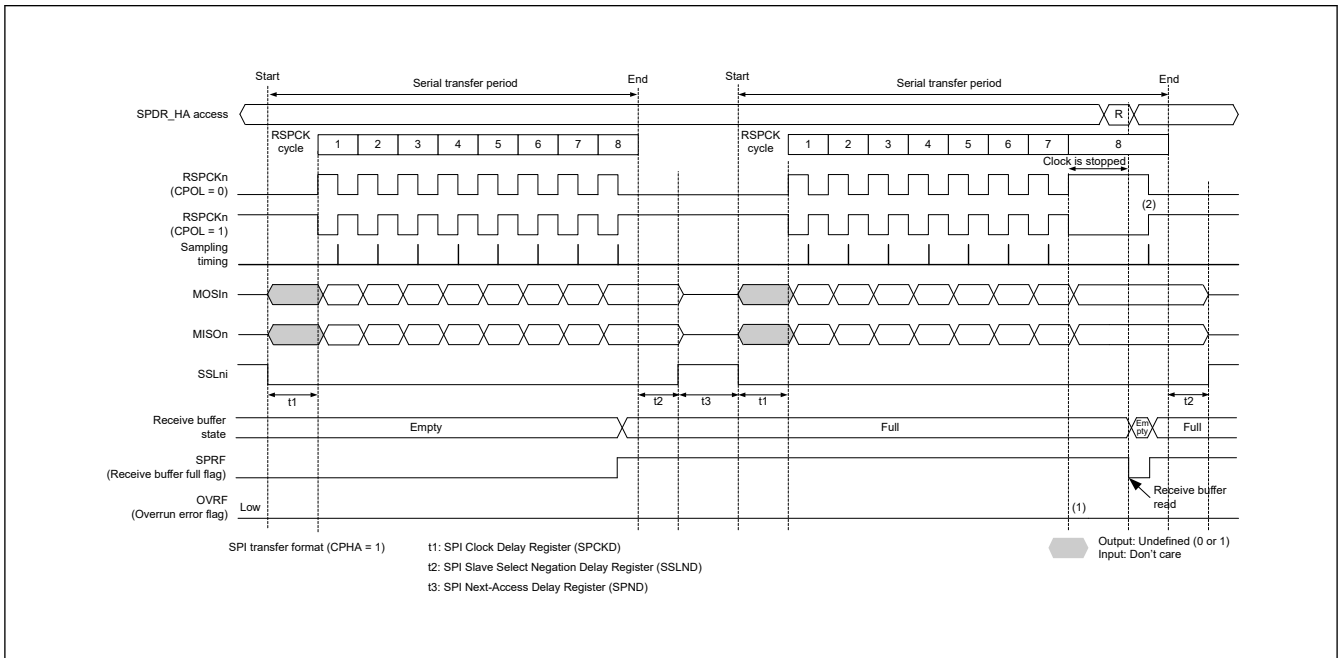 Start
Serial transfer period
End
Start
Serial transfer period
End
SPDR_HA access
R
RSPCK
cycle
1 2 3 4 5 6 7 8
RSPCK
cycle
1 2 3 4 5 6 7 8
Clock is stopped
RSPCKn
(CPOL = 0)
(2)
RSPCKn
(CPOL = 1)
Sampling
timing
MOSIn
MISOn
SSLni
t1
t2
t3
t1
t2
Receive buffer
state
Empty
Full
Em
pty
Full
SPRF
(Receive buffer full flag)
Receive buffer
read
OVRF
(Overrun error flag)
Low
(1)
SPI transfer format (CPHA = 1)
t1: SPI Clock Delay Register (SPCKD)
t2: SPI Slave Select Negation Delay Register (SSLND)
t3: SPI Next-Access Delay Register (SPND)
Output: Undefined (0 or 1)
Input: Don't care